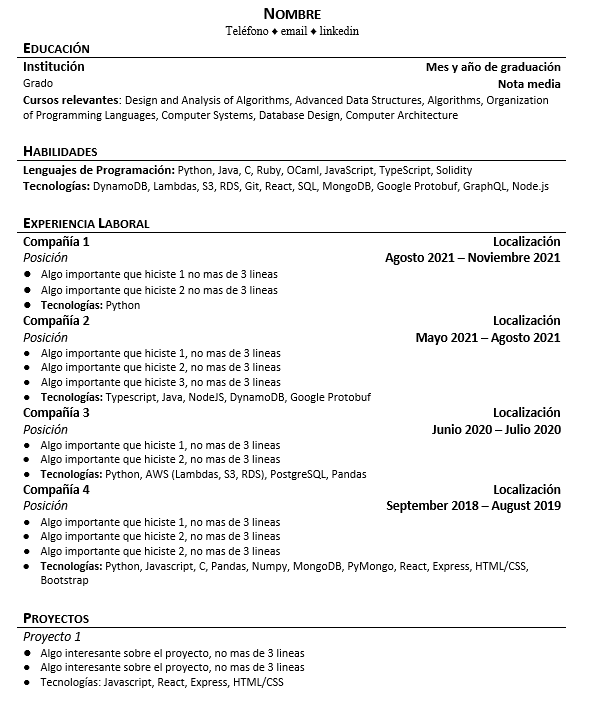 NOMBRE
Teléfono ♦ email ♦ linkedin
EDUCACIÓN
Institución Mes y año de graduación
Grado Nota media
Cursos relevantes: Design and Analysis of Algorithms, Advanced Data Structures, Algorithms, Organization
of Programming Languages, Computer Systems, Database Design, Computer Architecture
HABILIDADES
Lenguajes de Programación: Python, Java, C, Ruby, OCaml, JavaScript, TypeScript, Solidity
Tecnologías: DynamoDB, Lambdas, S3, RDS, Git, React, SQL, MongoDB, Google Protobuf, GraphQL, Node.js
EXPERIENCIA LABORAL
Compañía 1 Localización
Posición Agosto 2021 – Noviembre 2021
● Algo importante que hiciste 1 no mas de 3 lineas
● Algo importante que hiciste 2 no mas de 3 lineas
● Tecnologías: Python
Compañía 2 Localización
Posición Mayo 2021 – Agosto 2021
● Algo importante que hiciste 1, no mas de 3 lineas
● Algo importante que hiciste 2, no mas de 3 lineas
● Algo importante que hiciste 3, no mas de 3 lineas
● Tecnologías: Typescript, Java, NodeJS, DynamoDB, Google Protobuf
Compañía 3 Localización
Posición Junio 2020 – Julio 2020
● Algo importante que hiciste 1, no mas de 3 lineas
● Algo importante que hiciste 2, no mas de 3 lineas
● Tecnologías: Python, AWS (Lambdas, S3, RDS), PostgreSQL, Pandas
Compañía 4 Localización
Posición September 2018 – August 2019
● Algo importante que hiciste 1, no mas de 3 lineas
● Algo importante que hiciste 2, no mas de 3 lineas
● Algo importante que hiciste 2, no mas de 3 lineas
● Tecnologías: Python, Javascript, C, Pandas, Numpy, MongoDB, PyMongo, React, Express, HTML/CSS,
Bootstrap
PROYECTOS
Proyecto 1
● Algo interesante sobre el proyecto, no mas de 3 lineas
● Algo interesante sobre el proyecto, no mas de 3 lineas
● Tecnologías: Javascript, React, Express, HTML/CSS